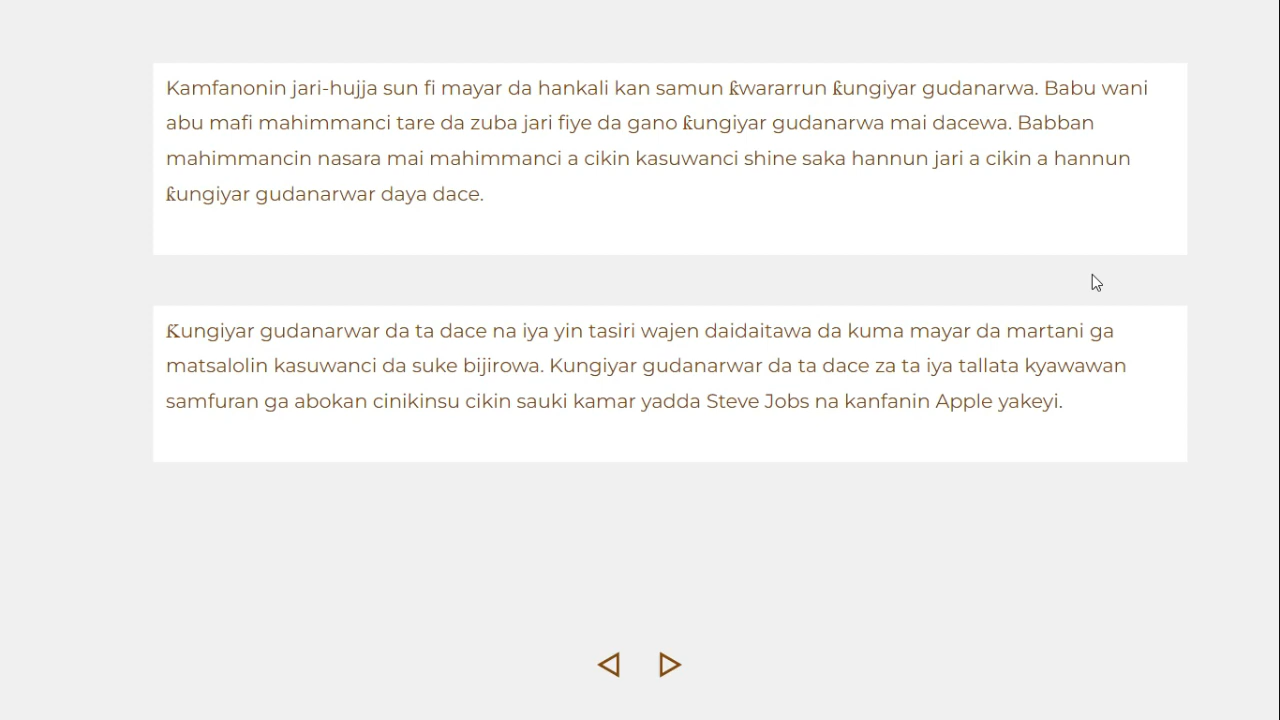 Kamfanonin jari-hujja sun fi mayar da hankali kan samun ƙwararrun ƙungiyar gudanarwa. Babu wani
abu mafi mahimmanci tare da zuba jari fiye da gano ƙungiyar gudanarwa mai dacewa. Babban
mahimmancin nasara mai mahimmanci a cikin kasuwanci shine saka hannun jari a cikin a hannun
ƙungiyar gudanarwar daya dace.
Ƙungiyar gudanarwar da ta dace na iya yin tasiri wajen daidaitawa da kuma mayar da martani ga
matsalolin kasuwanci da suke bijirowa. Kungiyar gudanarwar da ta dace za ta iya tallata kyawawan
samfuran ga abokan cinikinsu cikin sauki kamar yadda Steve Jobs na kanfanin Apple yakeyi.